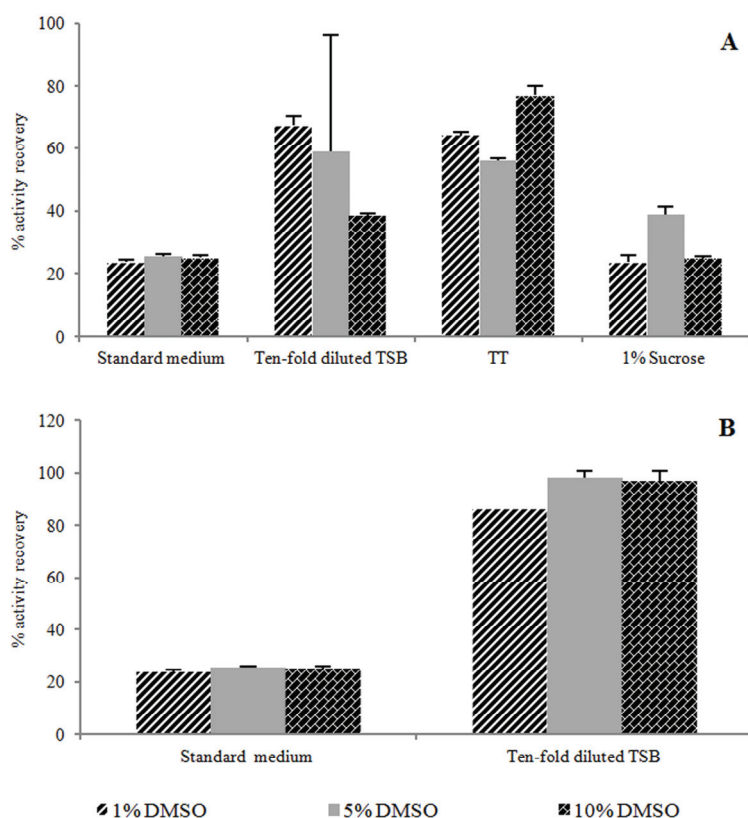 A
% activity recovery
100
80
60
40
20
0
Standard medium Ten-fold diluted TSB TT 1% Sucrose
B
% activity recovery
120
100
80
60
40
20
0
Standard medium Ten-fold diluted TSB
1% DMSO 5% DMSO 10% DMSO